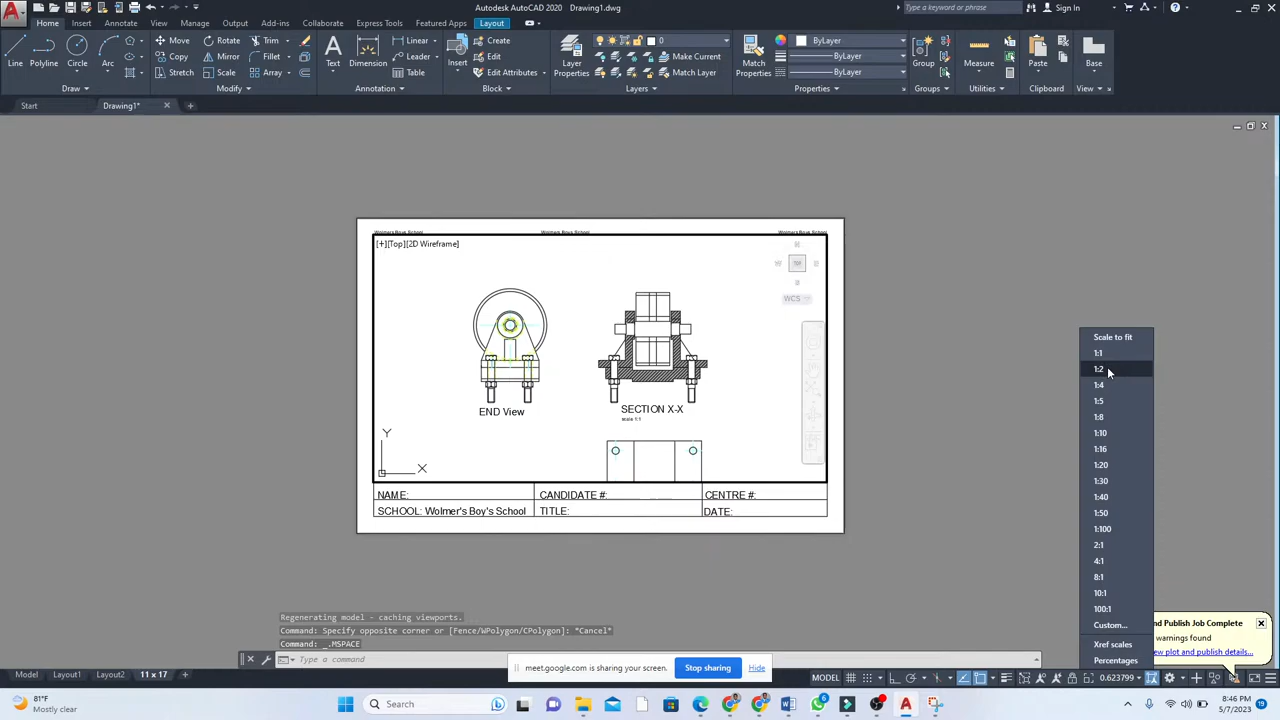 Autodesk AutoCAD 2020 Drawing1.dwg
Type a keyword or phrase
Sign In
Home Insert Annotate Parametric View Manage Output Add-ins Collaborate Express Tools Featured Apps Layout
Line Polyline Circle Arc
Move Rotate Trim
Copy Mirror Fillet
Stretch Scale Array
Text Dimension
Linear
Leader
Table
Insert
Create
Edit
Edit Attributes
Layer Properties
0
Make Current
Match Layer
Match Properties
ByLayer
ByLayer
ByLayer
Group
Measure
Paste
Base
Draw Modify Annotation Block Layers Properties Groups Utilities Clipboard View
Start Drawing1*
Wolmers Boys School Wolmers Boys School Wolmers Boys School
[+][Top][2D Wireframe]
WCS
END View
SECTION X-X
scale 1:1
Y
X
NAME: CANDIDATE #: CENTRE #:
SCHOOL: Wolmer's Boy's School TITLE: DATE:
Scale to fit
1:1
1:2
1:4
1:5
1:8
1:10
1:16
1:20
1:30
1:40
1:50
1:100
2:1
4:1
8:1
10:1
100:1
Custom...
Xref scales
Percentages
nd Publish Job Complete
warnings found
ew plot and publish details...
Regenerating model - caching viewports.
Command: Specify opposite corner or [Fence/WPolygon/CPolygon]: *Cancel*
Command: _.MSPACE
Type a command
meet.google.com is sharing your screen. Stop sharing Hide
Model Layout1 Layout2 11 x 17
MODEL 0.623799
81°F
Mostly clear
Search
8:46 PM
5/7/2023
19